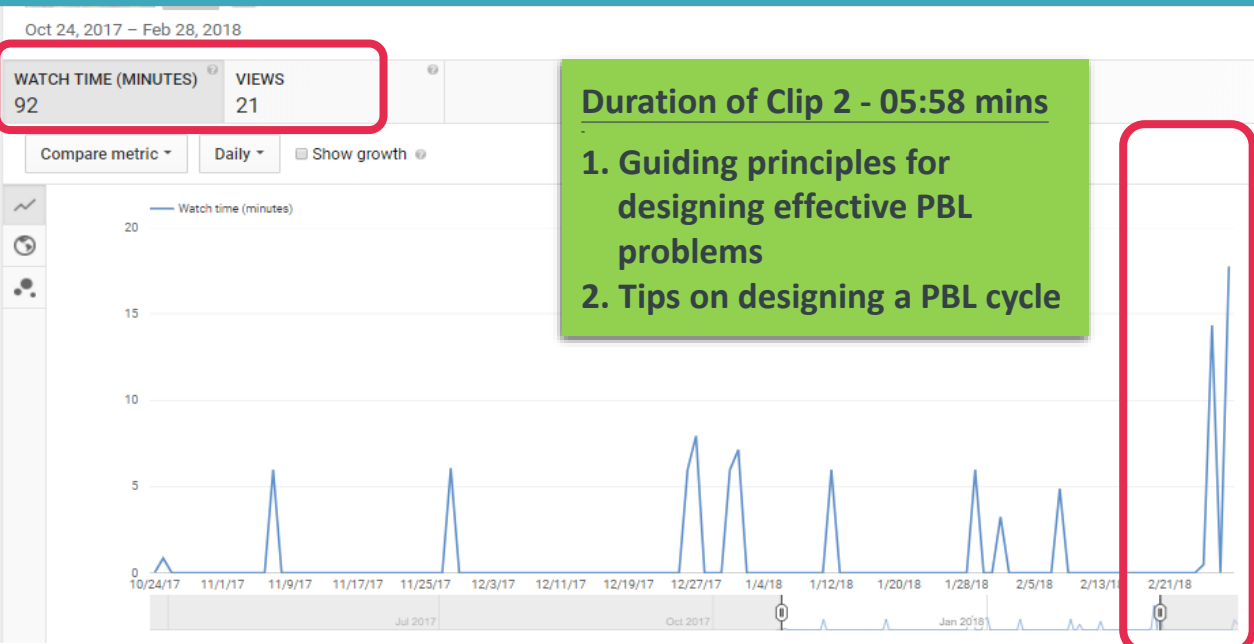 Oct 24, 2017 – Feb 28, 2018
WATCH TIME (MINUTES)
92
VIEWS
21
Duration of Clip 2 - 05:58 mins
1. Guiding principles for
designing effective PBL
problems
2. Tips on designing a PBL cycle
Compare metric
Daily
Show growth
Watch time (minutes)
20
15
10
5
0
10/24/17 11/1/17 11/9/17 11/17/17 11/25/17 12/3/17 12/11/17 12/19/17 12/27/17 1/4/18 1/12/18 1/20/18 1/28/18 2/5/18 2/13/18 2/21/18
Jul 2017 Oct 2017 Jan 2018